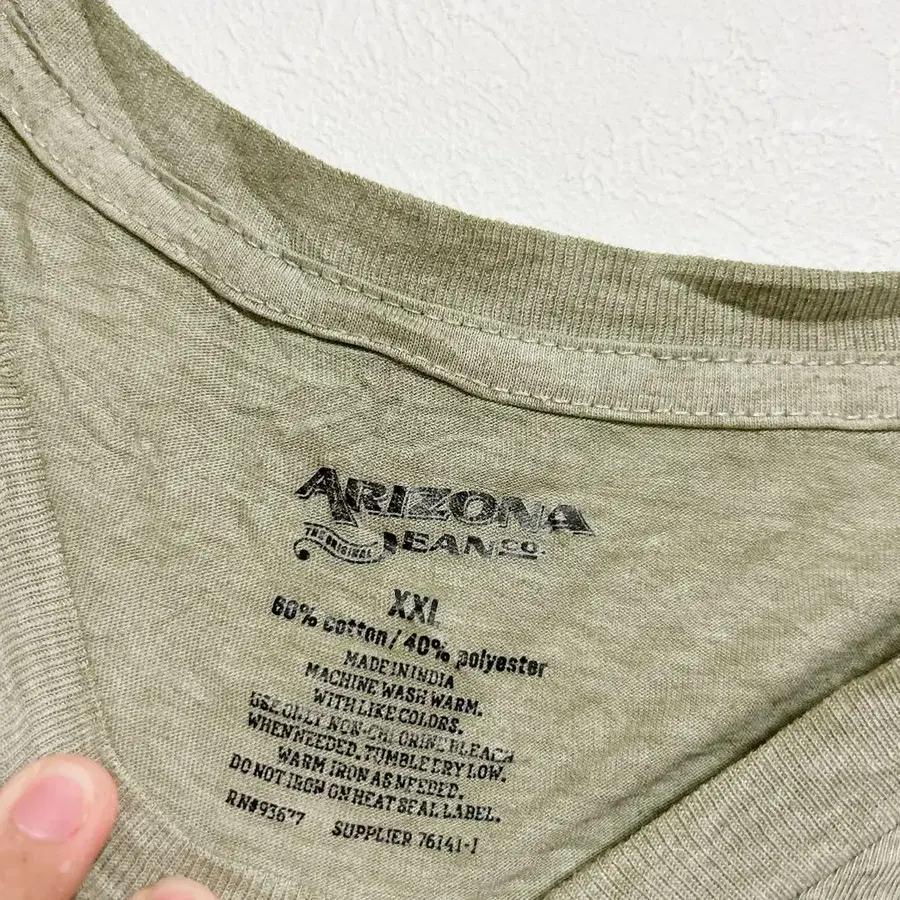 ARIZONA
THE ORIGINAL JEAN CO.
XXL
60% cotton/40% polyester
MADE IN INDIA
MACHINE WASH WARM.
WITH LIKE COLORS.
USE ONLY NON-CHLORINE BLEACH
WHEN NEEDED. TUMBLE DRY LOW.
WARM IRON AS NEEDED.
DO NOT IRON ON HEAT SEAL LABEL.
RN#93677 SUPPLIER 76141-1